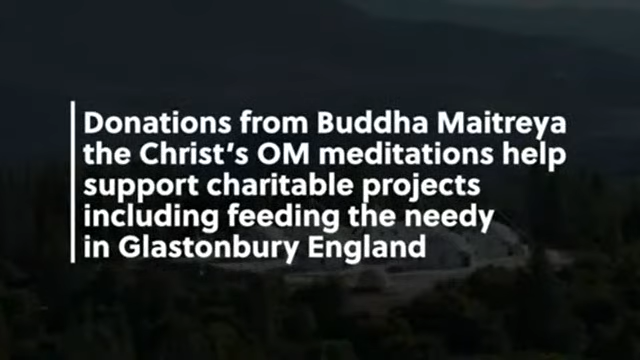 Donations from Buddha Maitreya
the Christ's OM meditations help
support charitable projects
including feeding the needy
in Glastonbury England